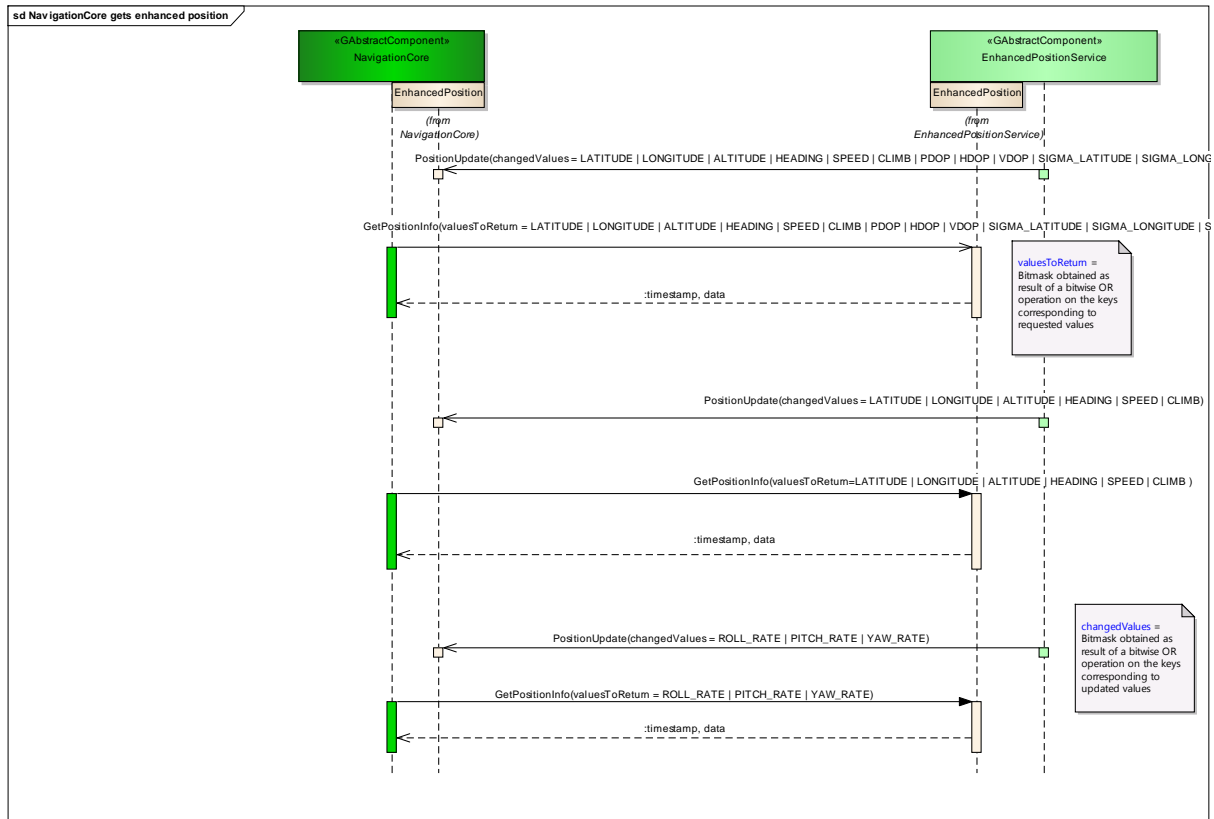 sd NavigationCore gets enhanced position
«GAbstractComponent»
NavigationCore
EnhancedPosition
(from
NavigationCore)
«GAbstractComponent»
EnhancedPositionService
EnhancedPosition
(from
EnhancedPositionService)
PositionUpdate(changedValues = LATITUDE | LONGITUDE | ALTITUDE | HEADING | SPEED | CLIMB | PDOP | HDOP | VDOP | SIGMA_LATITUDE | SIGMA_LONG
GetPositionInfo(valuesToReturn = LATITUDE | LONGITUDE | ALTITUDE | HEADING | SPEED | CLIMB | PDOP | HDOP | VDOP | SIGMA_LATITUDE | SIGMA_LONGITUDE | S
valuesToReturn =
Bitmask obtained as
result of a bitwise OR
operation on the keys
corresponding to
requested values
:timestamp, data
PositionUpdate(changedValues = LATITUDE | LONGITUDE | ALTITUDE | HEADING | SPEED | CLIMB)
GetPositionInfo(valuesToReturn=LATITUDE | LONGITUDE | ALTITUDE | HEADING | SPEED | CLIMB )
:timestamp, data
changedValues =
Bitmask obtained as
result of a bitwise OR
operation on the keys
corresponding to
updated values
PositionUpdate(changedValues = ROLL_RATE | PITCH_RATE | YAW_RATE)
GetPositionInfo(valuesToReturn = ROLL_RATE | PITCH_RATE | YAW_RATE)
:timestamp, data